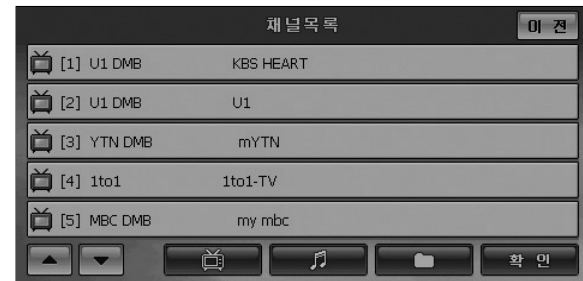 채널목록 이 전
[1] U1 DMB KBS HEART
[2] U1 DMB U1
[3] YTN DMB mYTN
[4] 1to1 1to1-TV
[5] MBC DMB my mbc
확 인